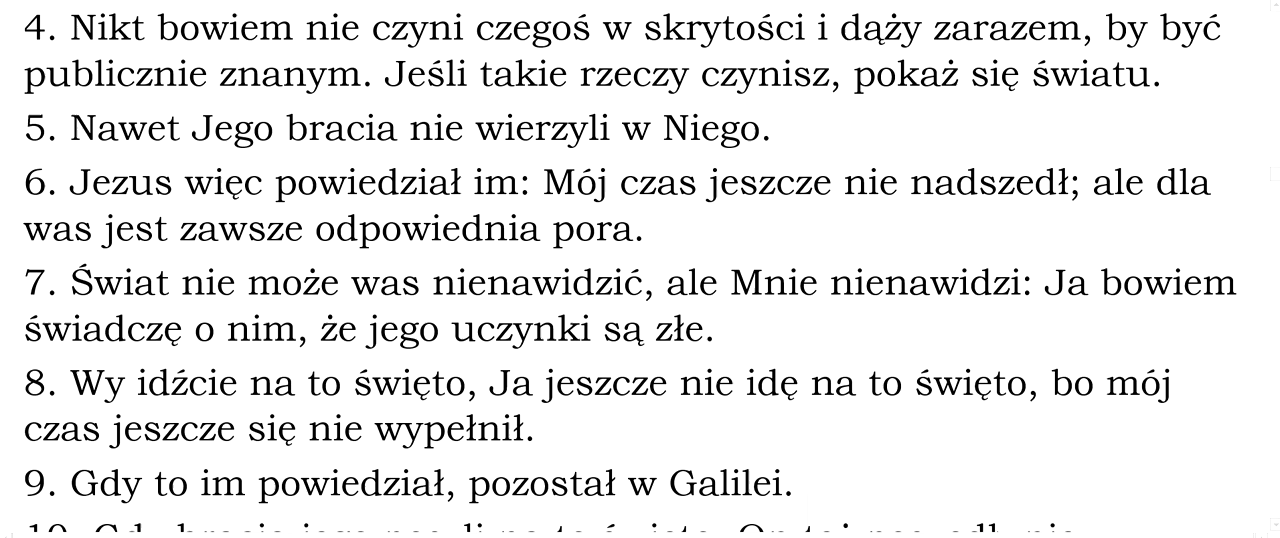 4. Nikt bowiem nie czyni czegoś w skrytości i dąży zarazem, by być
publicznie znanym. Jeśli takie rzeczy czynisz, pokaż się światu.
5. Nawet Jego bracia nie wierzyli w Niego.
6. Jezus więc powiedział im: Mój czas jeszcze nie nadszedł; ale dla
was jest zawsze odpowiednia pora.
7. Świat nie może was nienawidzić, ale Mnie nienawidzi: Ja bowiem
świadczę o nim, że jego uczynki są złe.
8. Wy idźcie na to święto, Ja jeszcze nie idę na to święto, bo mój
czas jeszcze się nie wypełnił.
9. Gdy to im powiedział, pozostał w Galilei.